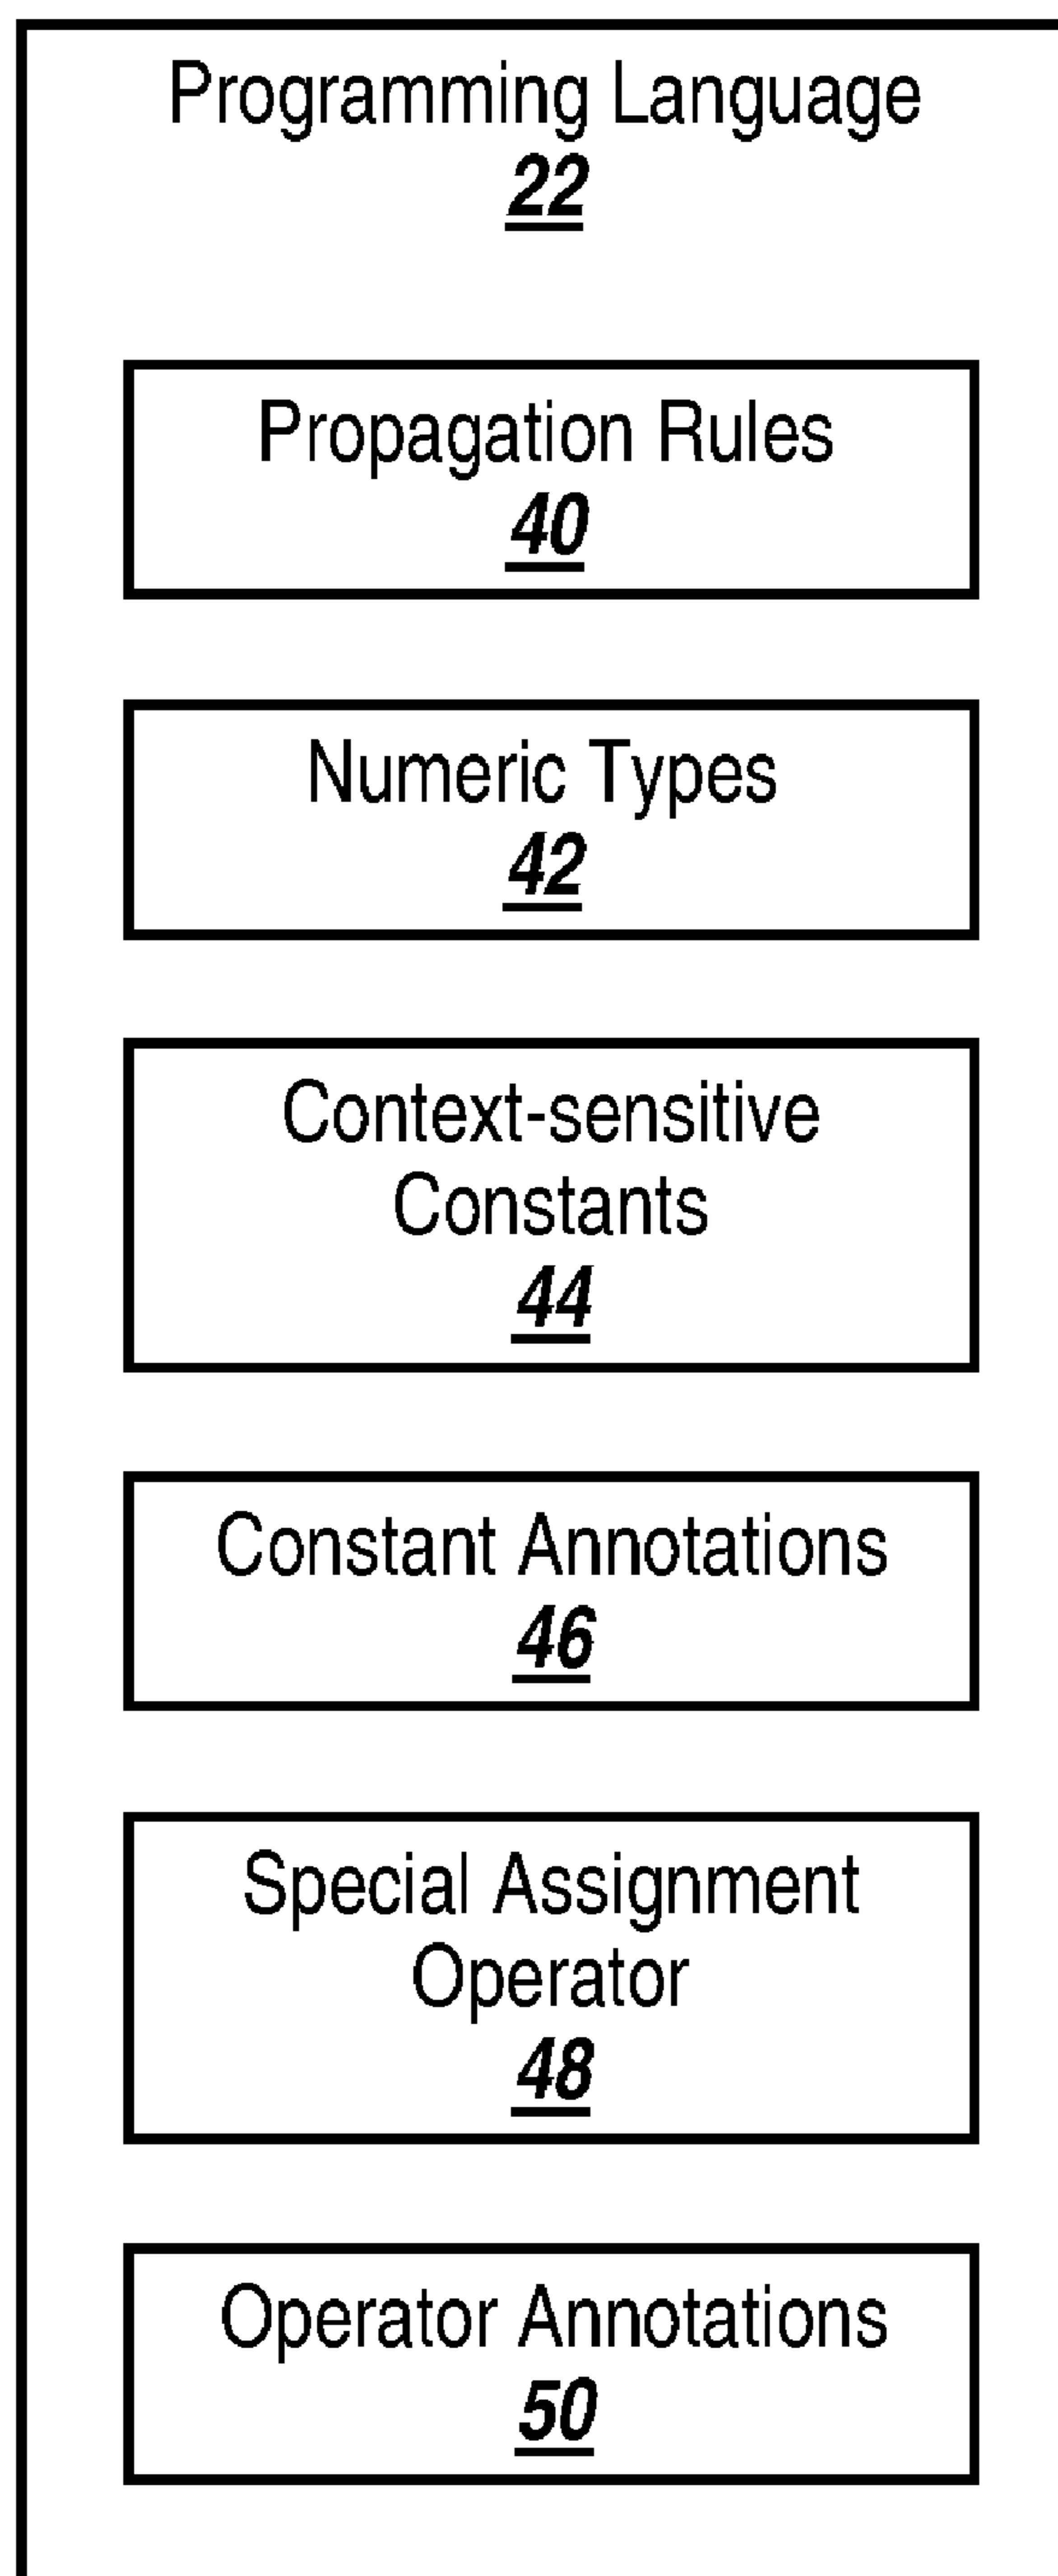 Programming Language
22
Propagation Rules
40
Numeric Types
42
Context-sensitive
Constants
44
Constant Annotations
46
Special Assignment
Operator
48
Operator Annotations
50